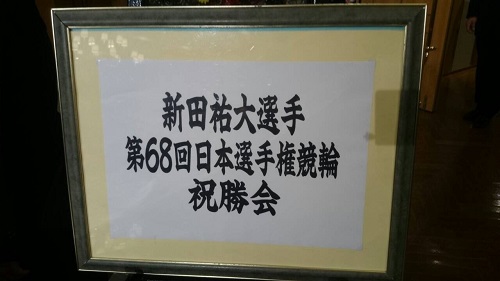 新田祐大選手
第68回日本選手権競輪
祝勝会